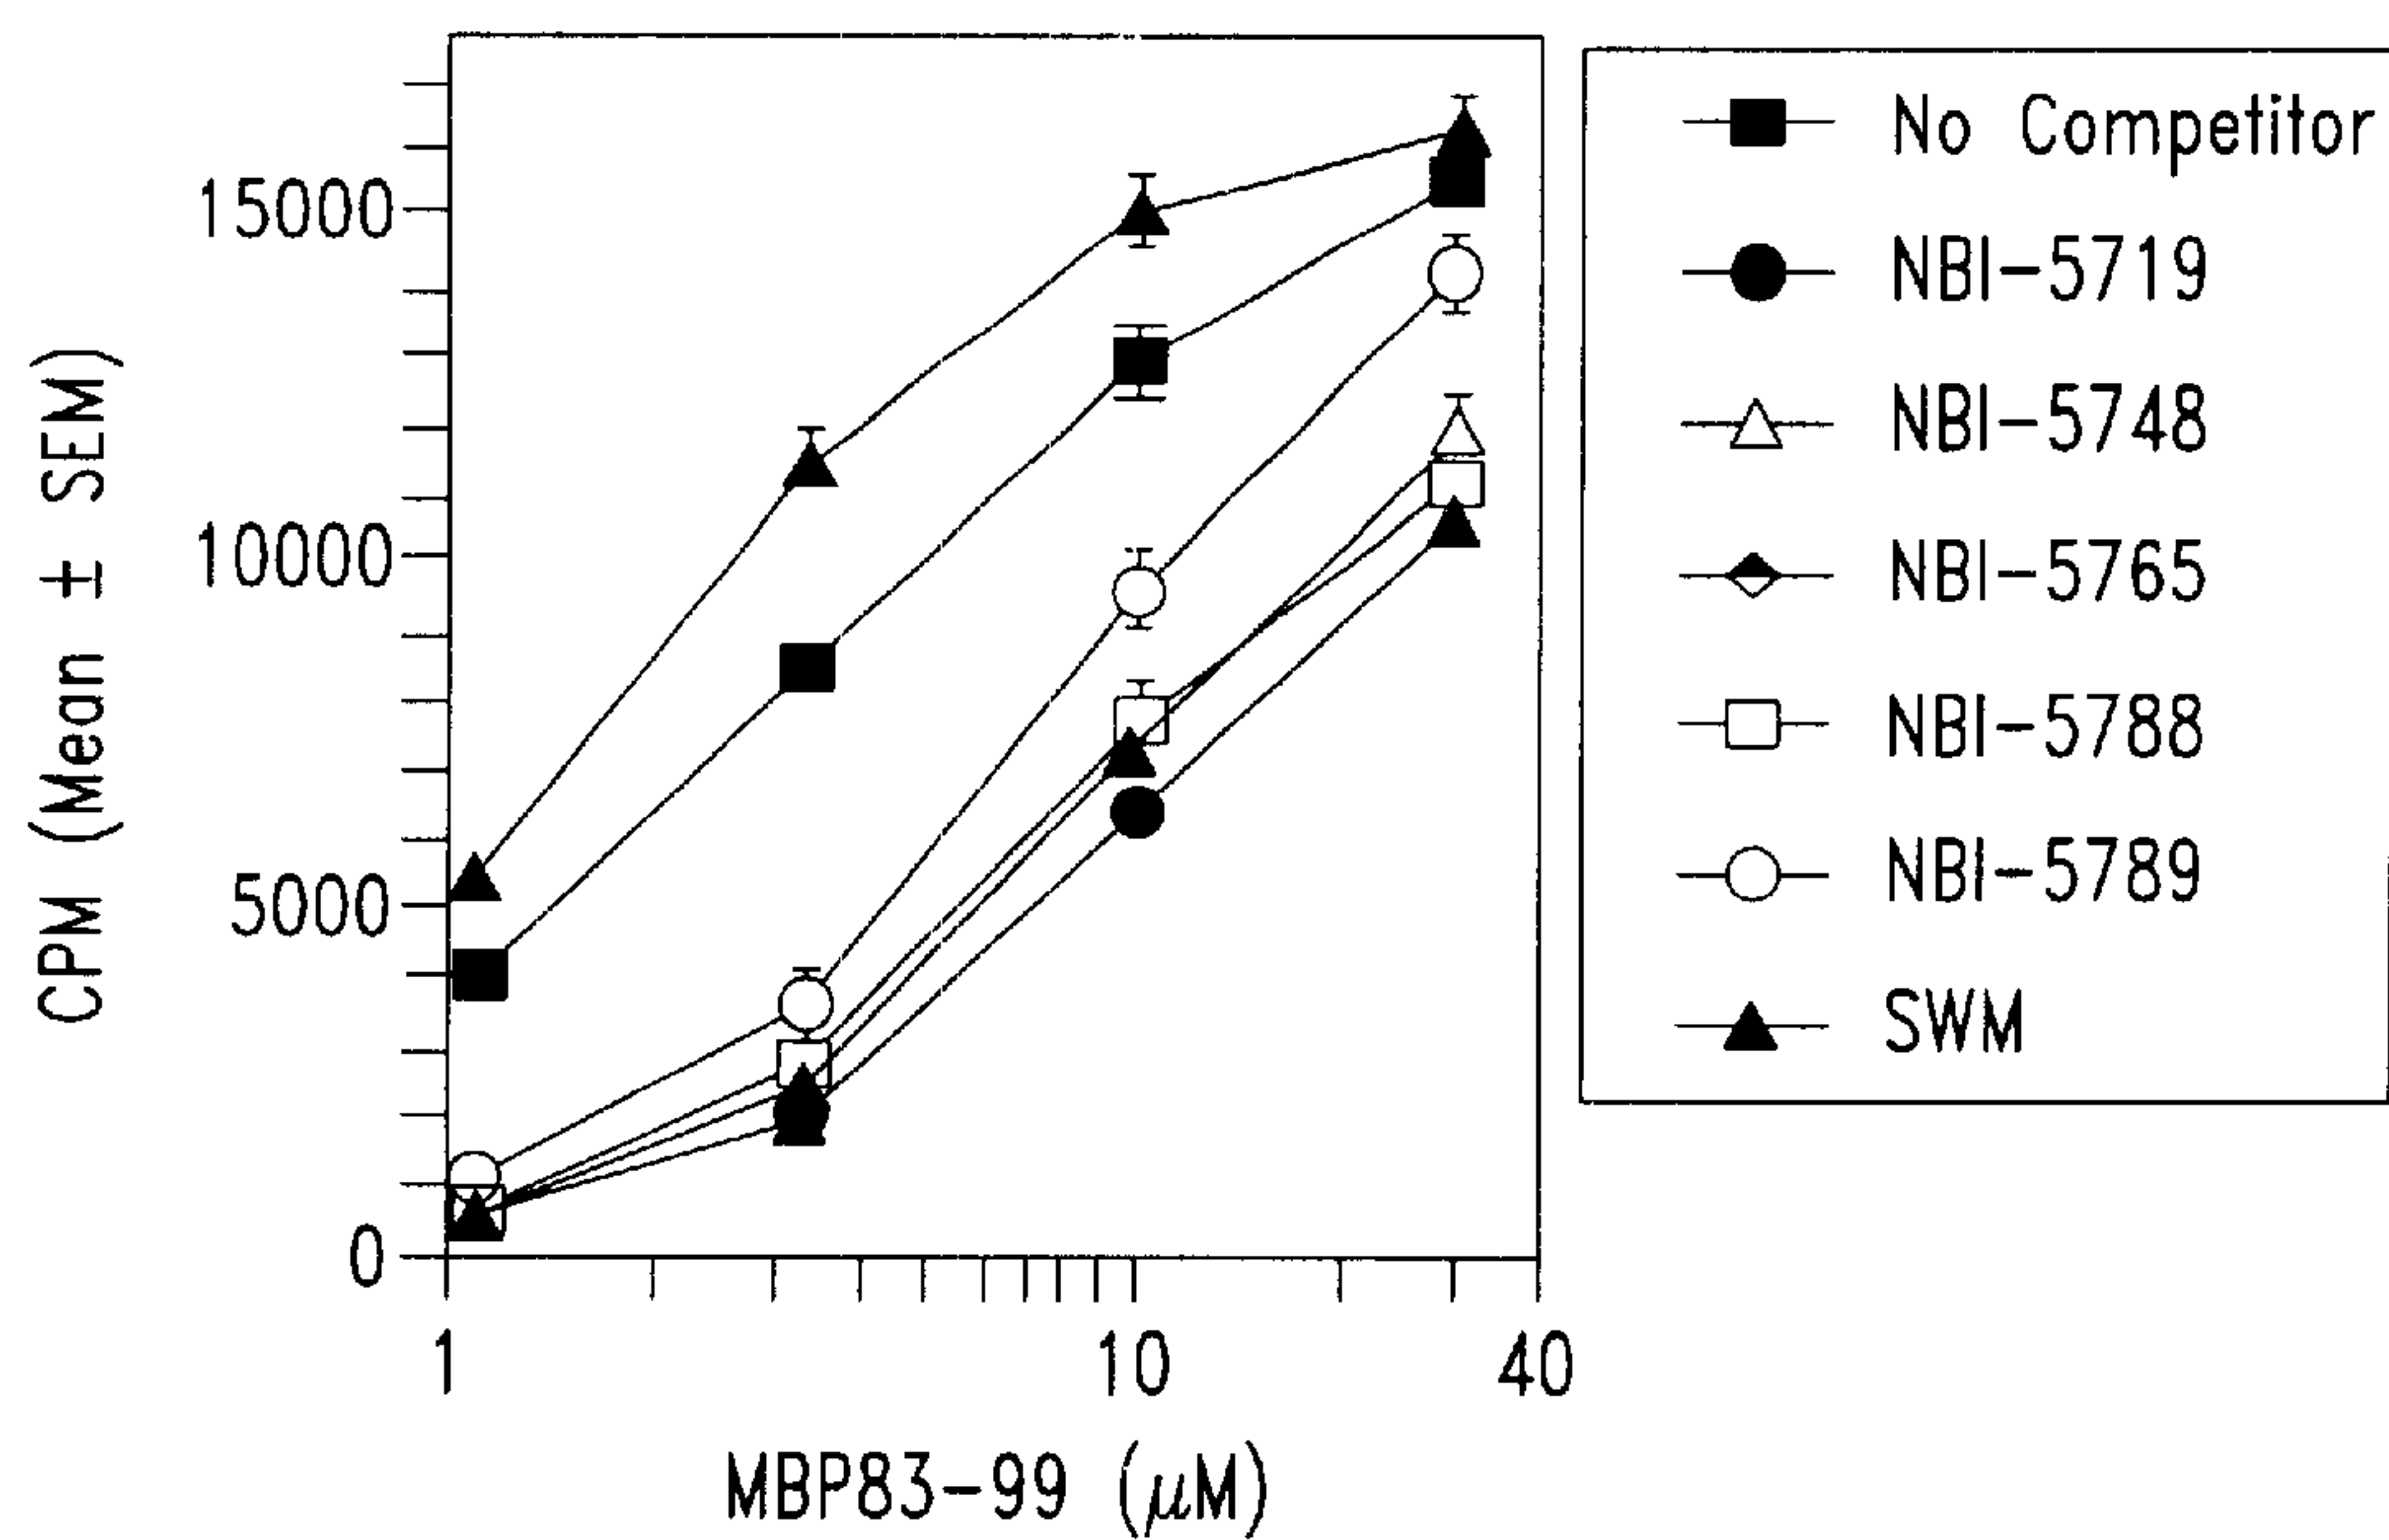 CPM (Mean ± SEM)
15000
10000
5000
0
1
10
40
MBP83-99 (μM)
No Competitor
NBI-5719
NBI-5748
NBI-5765
NBI-5788
NBI-5789
SWM